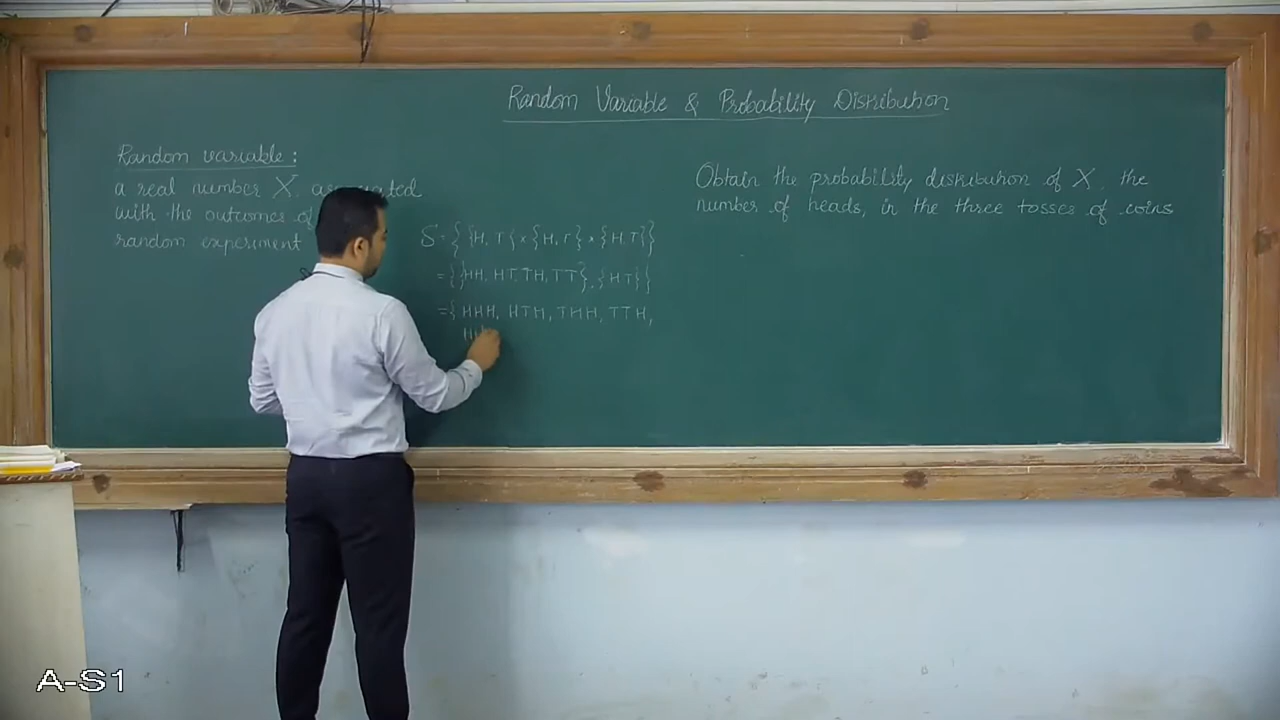 Random Variable & Probability Distribution
Random variable:
a real number X, associated
with the outcomes of
random experiment
S = { {H, T} × {H, T} × {H, T} }
= { {HH, HT, TH, TT}, {H T} }
= { HHH, HTH, THH, TTH,
HH
Obtain the probability distribution of X, the
number of heads, in the three tosses of coins
A-S1